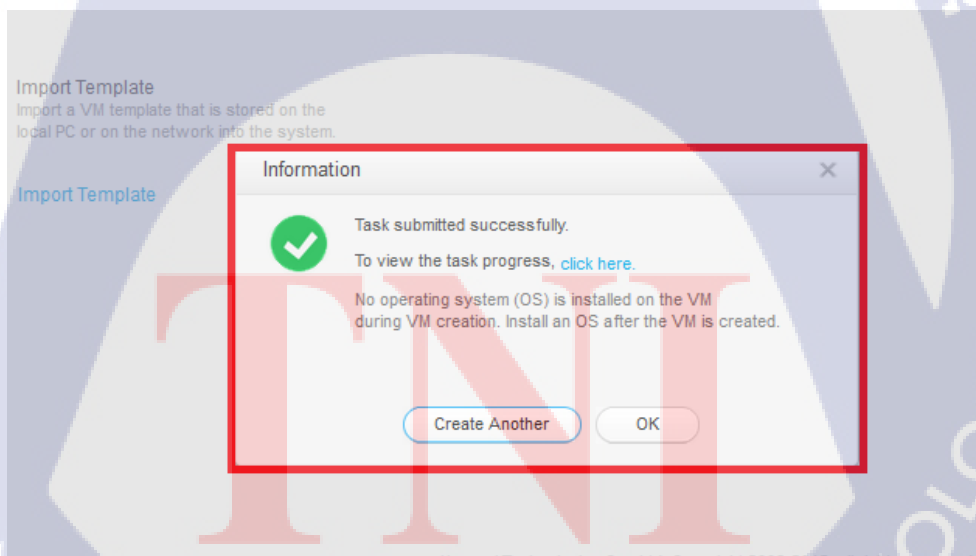 Import Template
Import a VM template that is stored on the
local PC or on the network into the system.
Import Template
Information
Task submitted successfully.
To view the task progress, click here.
No operating system (OS) is installed on the VM
during VM creation. Install an OS after the VM is created.
Create Another
OK
TNI
OLO